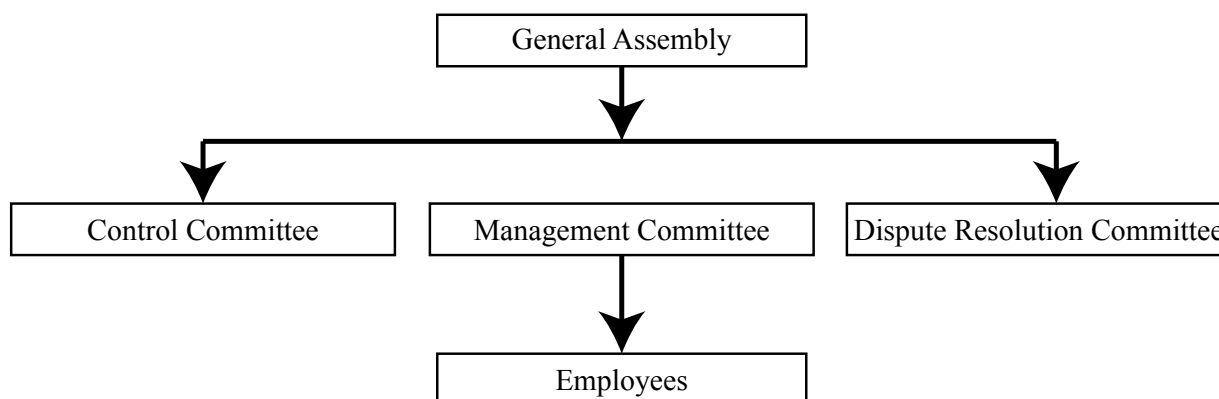 General Assembly
Control Committee
Management Committee
Dispute Resolution Committee
Employees